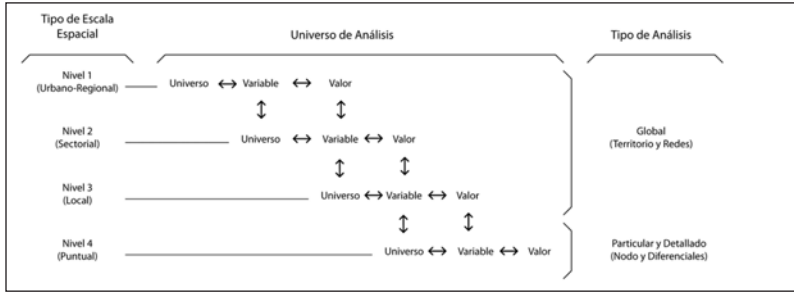 Tipo de Escala
Espacial
Universo de Análisis
Tipo de Análisis
Nivel 1
(Urbano-Regional)
Universo ↔ Variable ↔ Valor
Nivel 2
(Sectorial)
Universo ↔ Variable ↔ Valor
Global
(Territorio y Redes)
Nivel 3
(Local)
Universo ↔ Variable ↔ Valor
Nivel 4
(Puntual)
Universo ↔ Variable ↔ Valor
Particular y Detallado
(Nodo y Diferenciales)